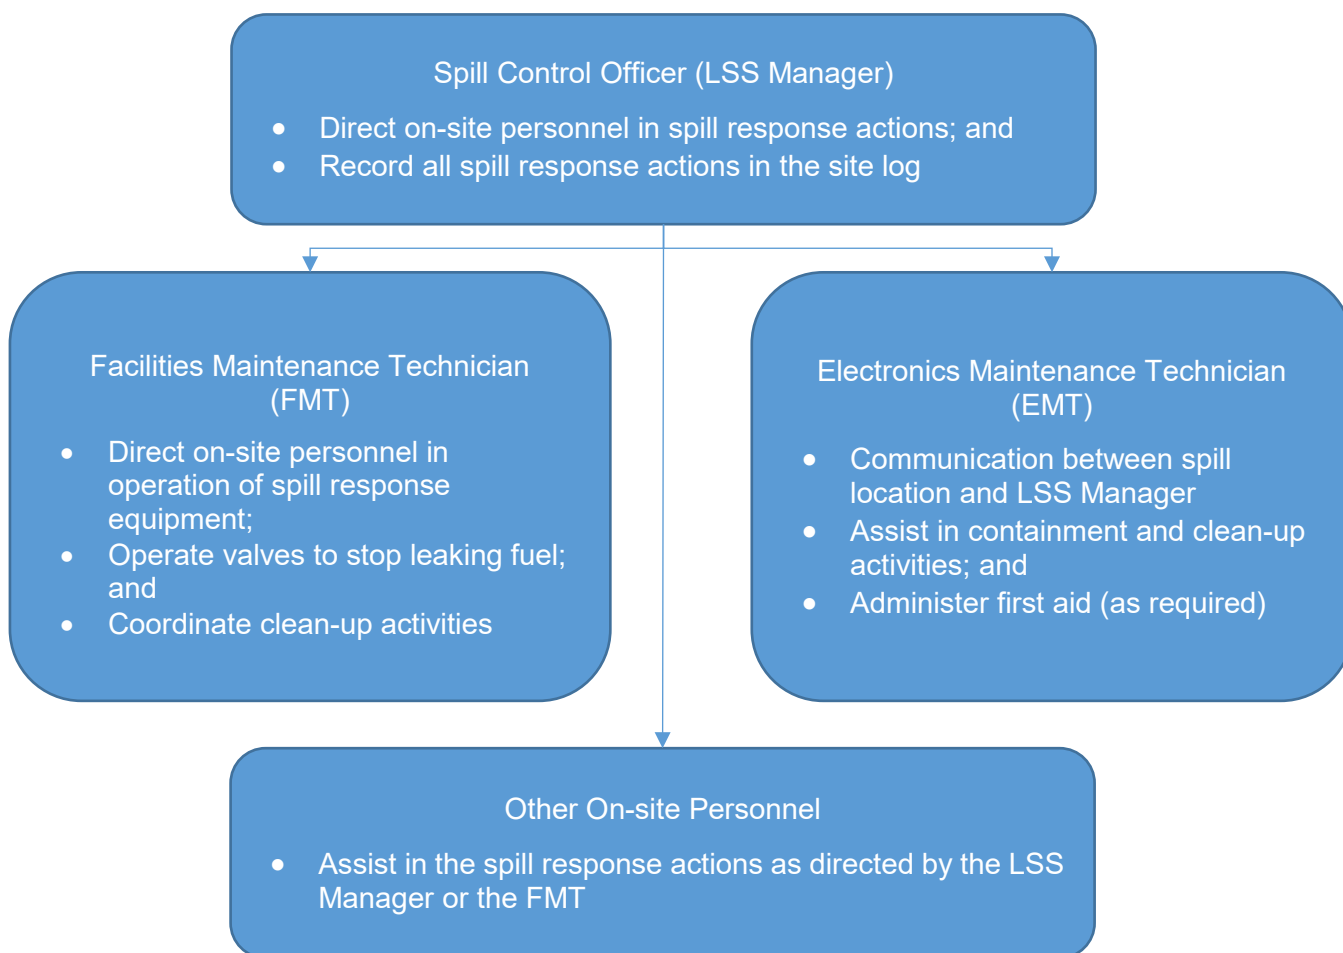 Spill Control Officer (LSS Manager)
● Direct on-site personnel in spill response actions; and
● Record all spill response actions in the site log
Facilities Maintenance Technician
(FMT)
● Direct on-site personnel in
operation of spill response
equipment;
● Operate valves to stop leaking fuel;
and
● Coordinate clean-up activities
Electronics Maintenance Technician
(EMT)
● Communication between spill
location and LSS Manager
● Assist in containment and clean-up
activities; and
● Administer first aid (as required)
Other On-site Personnel
● Assist in the spill response actions as directed by the LSS
Manager or the FMT